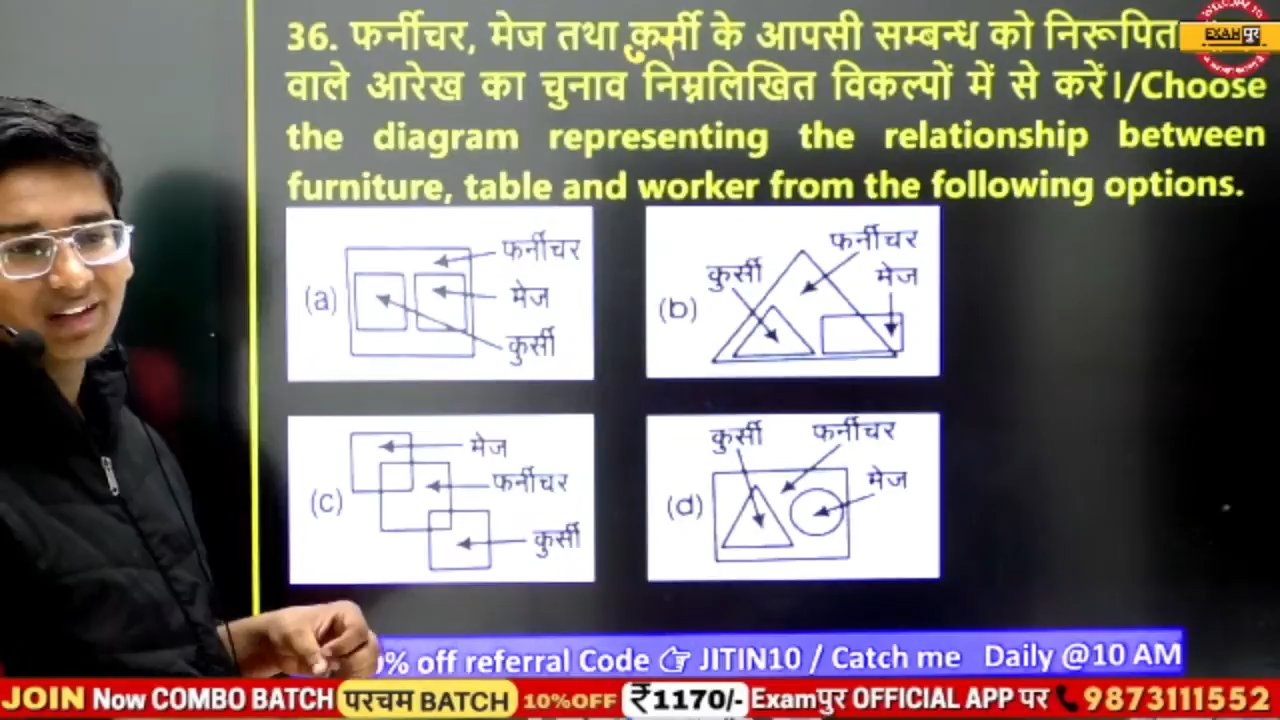 36. फर्नीचर, मेज तथा कुर्सी के आपसी सम्बन्ध को निरूपित
वाले आरेख का चुनाव निम्नलिखित विकल्पों में से करें।/Choose
the diagram representing the relationship between
furniture, table and worker from the following options.
EXAMपुर
(a)
फर्नीचर
मेज
कुर्सी
(b)
कुर्सी
फर्नीचर
मेज
(c)
मेज
फर्नीचर
कुर्सी
(d)
कुर्सी
फर्नीचर
मेज
% off referral Code JITIN10 / Catch me Daily @10 AM
JOIN Now COMBO BATCH परचम BATCH 10%OFF ₹1170/- Examपुर OFFICIAL APP पर 9873111552